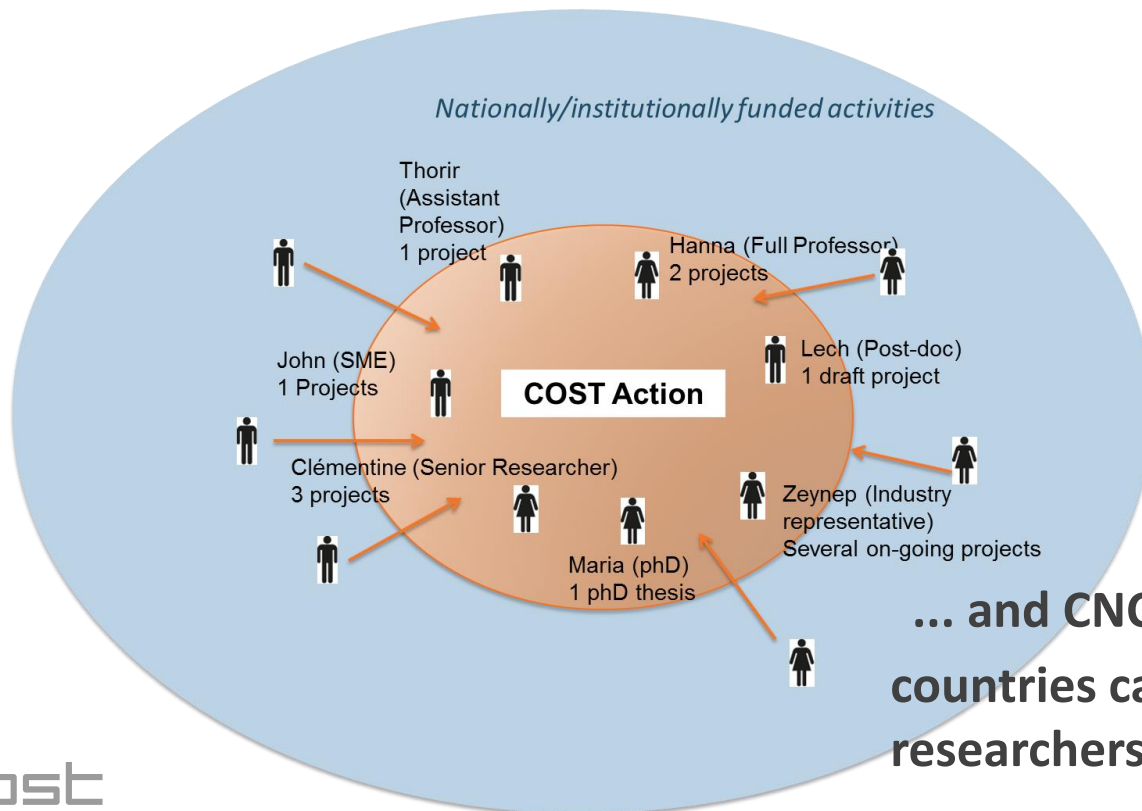 Nationally/institutionally funded activities
Thorir
(Assistant
Professor)
1 project
Hanna (Full Professor)
2 projects
John (SME)
1 Projects
Lech (Post-doc)
1 draft project
COST Action
Clémentine (Senior Researcher)
3 projects
Zeynep (Industry
representative)
Several on-going projects
Maria (phD)
1 phD thesis
... and
countries
researchers